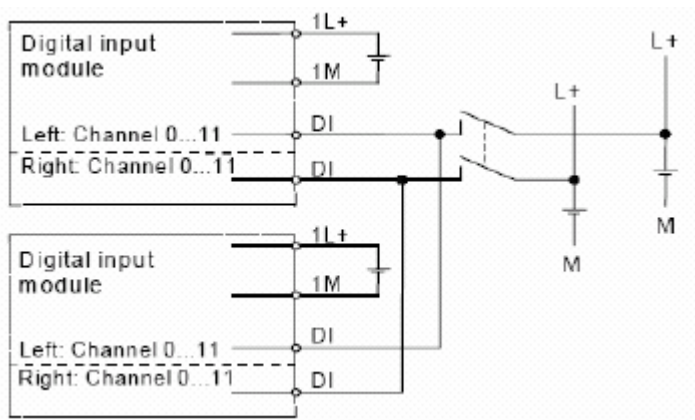 Digital input
module
1L+
1M
Left: Channel 0...11
DI
Right: Channel 0...11
DI
L+
L+
M
M
Digital input
module
1L+
1M
Left: Channel 0...11
DI
Right: Channel 0...11
DI